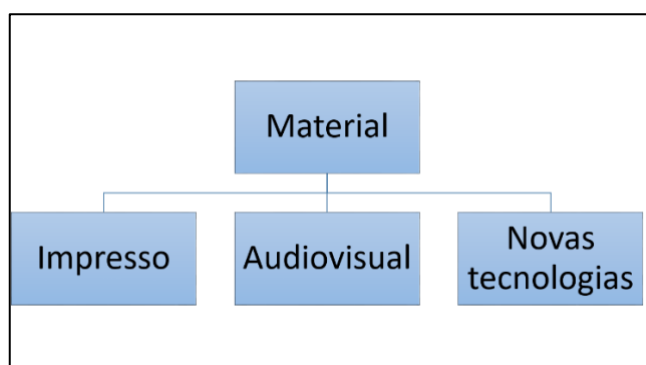 Material
Impresso
Audiovisual
Novas
tecnologias